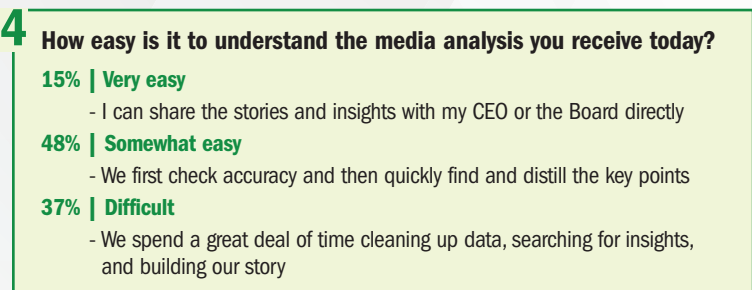 4
How easy is it to understand the media analysis you receive today?
15% | Very easy
- I can share the stories and insights with my CEO or the Board directly
48% | Somewhat easy
- We first check accuracy and then quickly find and distill the key points
37% | Difficult
- We spend a great deal of time cleaning up data, searching for insights,
and building our story